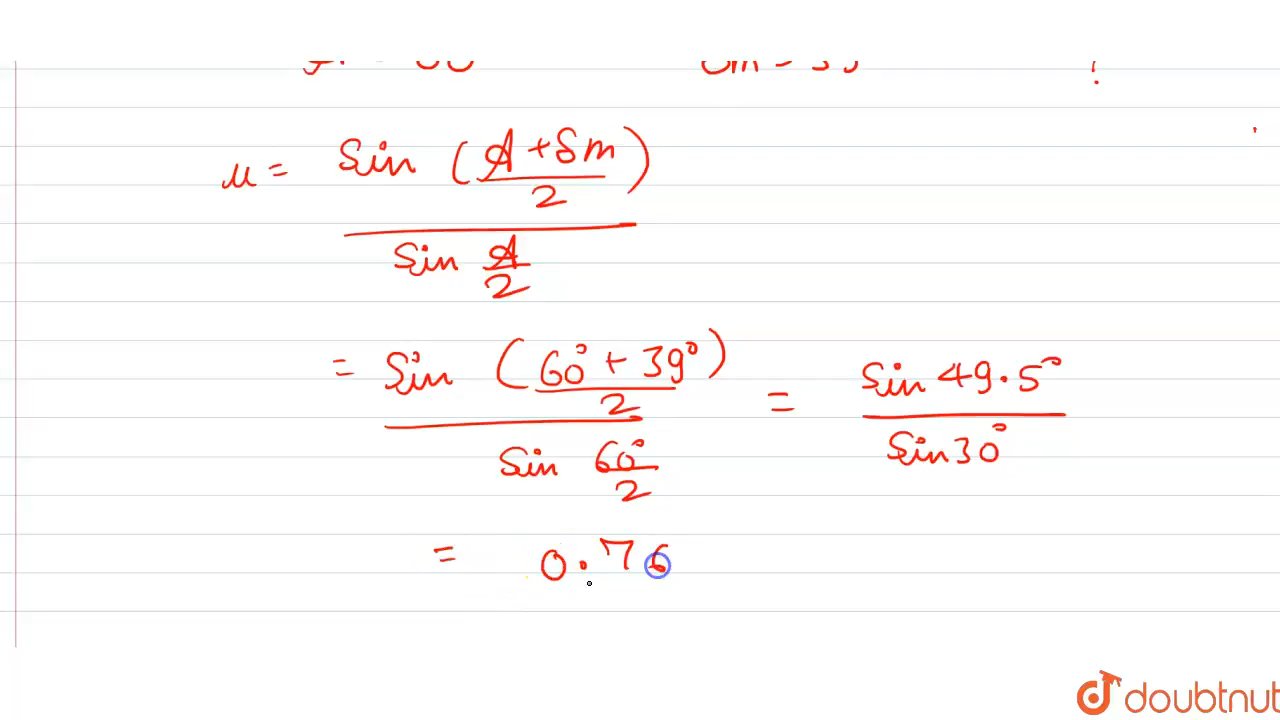 μ = sin (A + δm / 2) / sin A/2
= sin (60° + 39° / 2) / sin 60°/2 = sin 49.5° / sin 30°
= 0.76
doubtnut